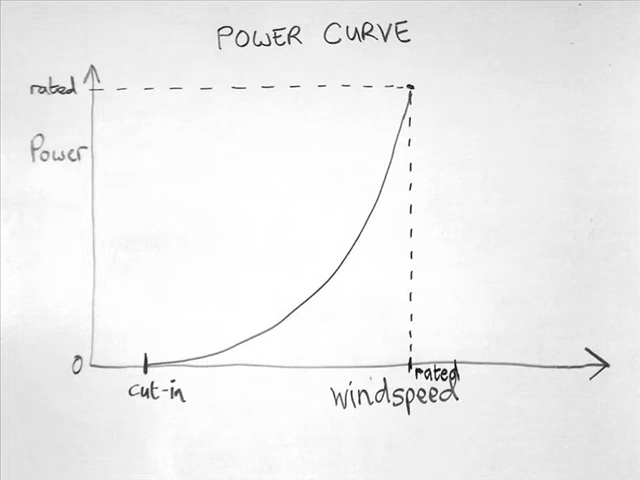 POWER CURVE
rated
Power
0
cut-in
rated
windspeed